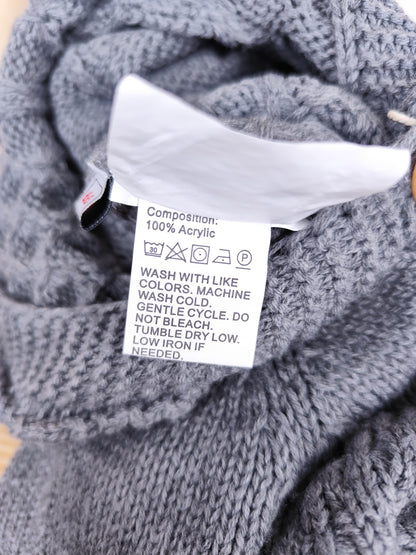 Composition:
100% Acrylic
30 P
WASH WITH LIKE
COLORS. MACHINE
WASH COLD.
GENTLE CYCLE. DO
NOT BLEACH.
TUMBLE DRY LOW.
LOW IRON IF
NEEDED.